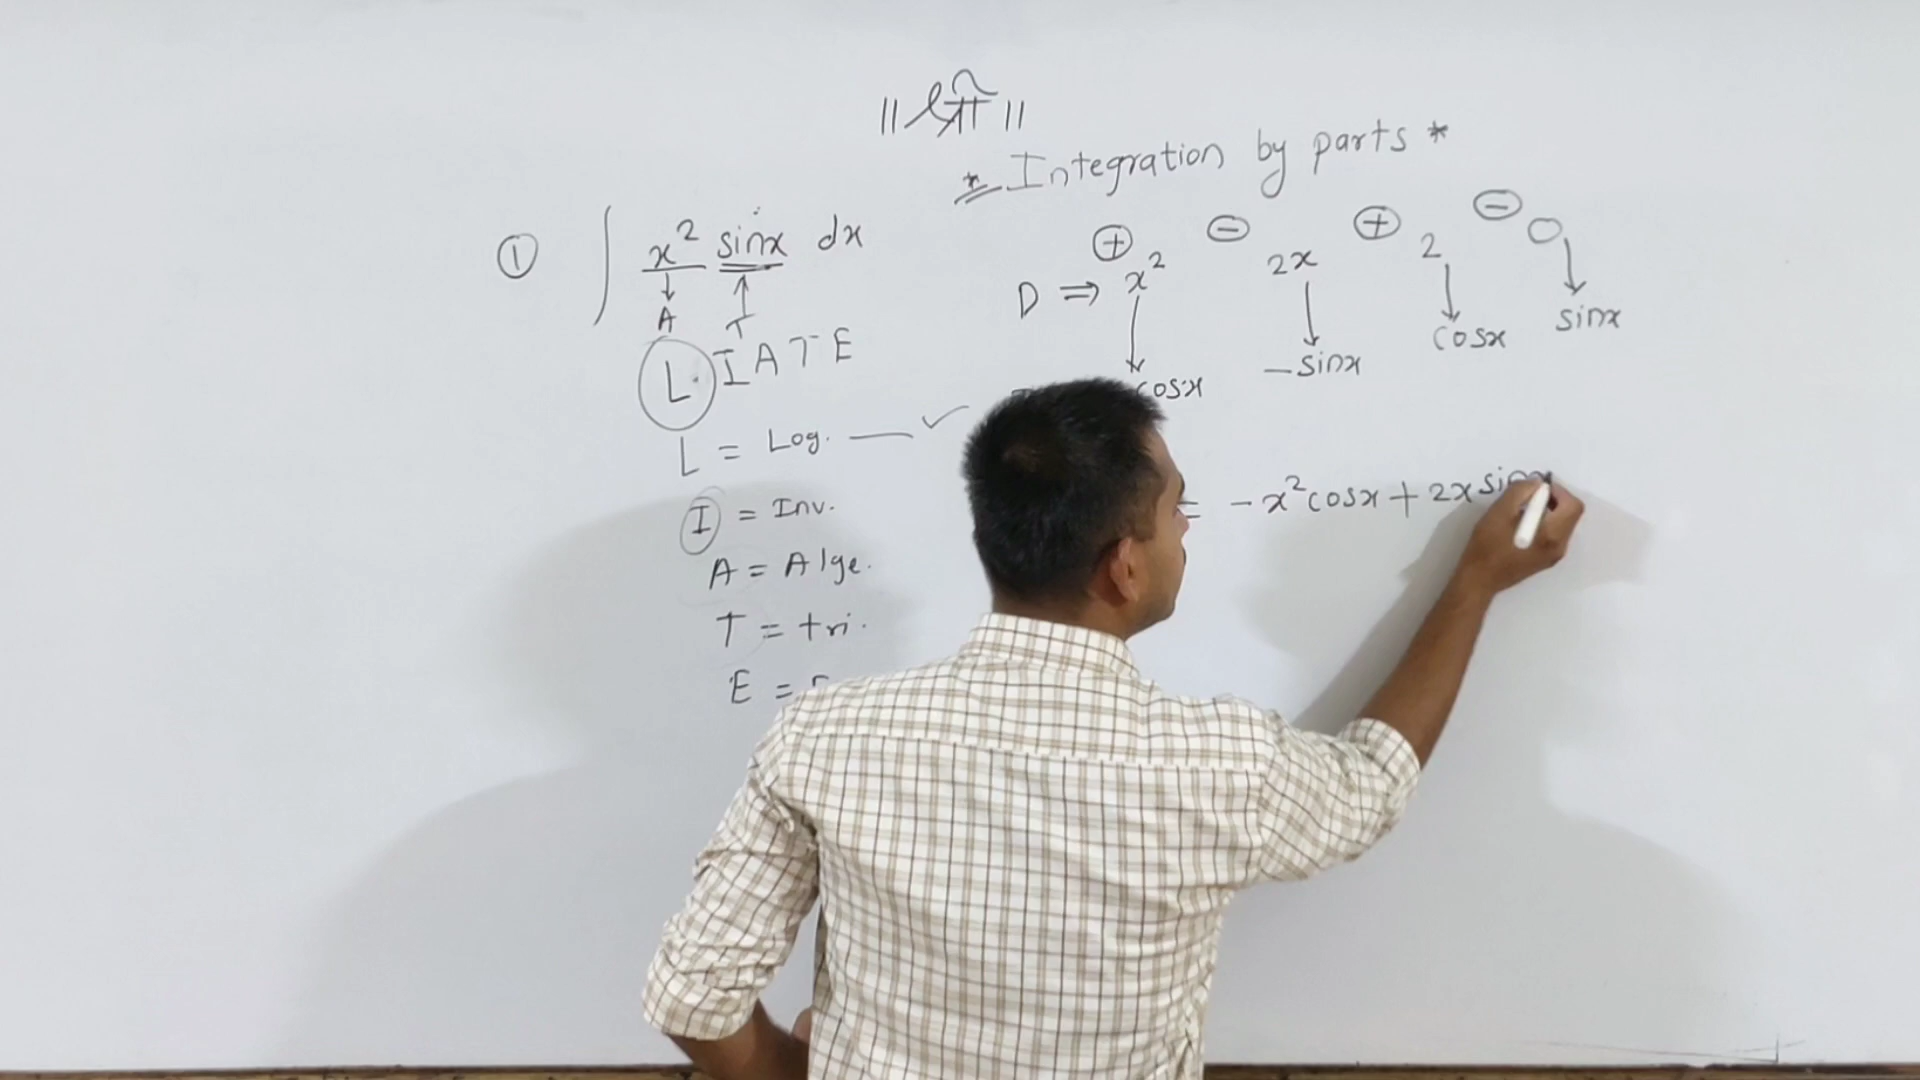 || श्री ||
* Integration by parts *
① ∫ x² sinx dx
A T
L I A T E
L = Log. — ✓
I = Inv.
A = Alge.
T = tri.
E =
⊕ ⊖ ⊕ ⊖
D ⇒ x² 2x 2 0
cosx -sinx cosx sinx
= -x²cosx + 2x sinx